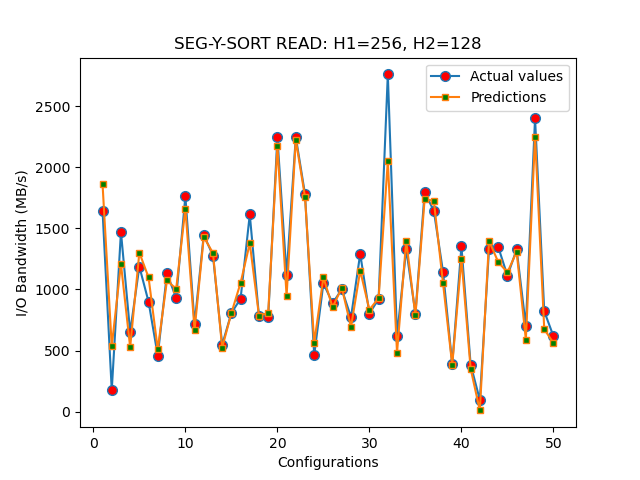 SEG-Y-SORT READ: H1=256, H2=128
Actual values
Predictions
I/O Bandwidth (MB/s)
2500
2000
1500
1000
500
0
0 10 20 30 40 50
Configurations